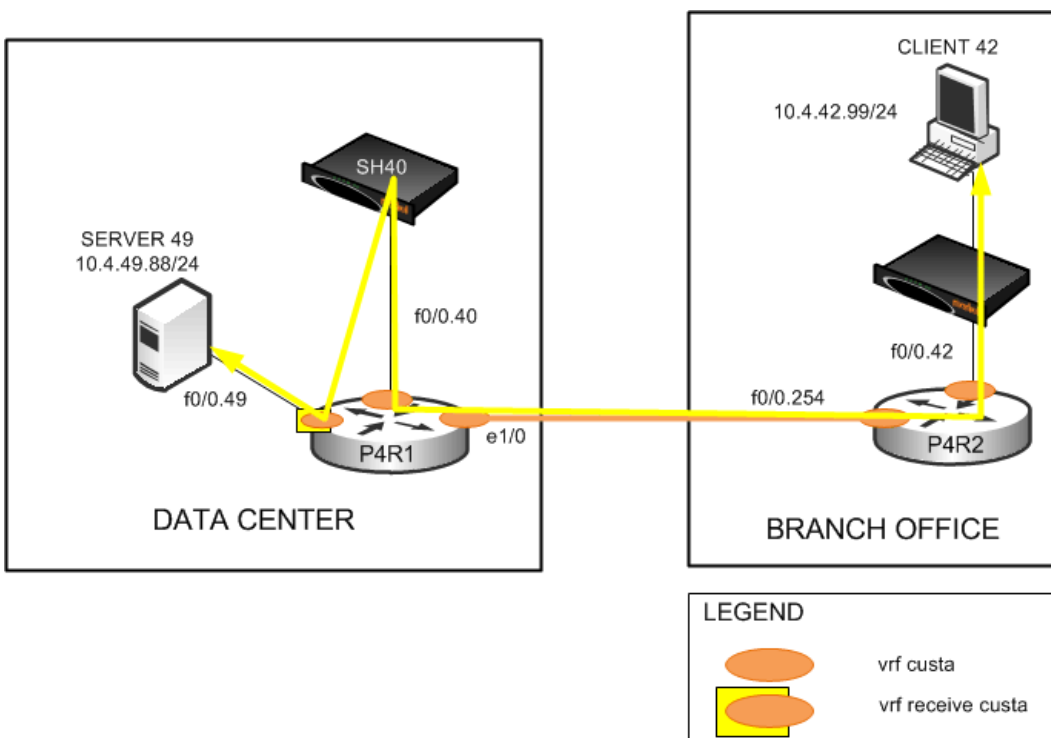 CLIENT 42
10.4.42.99/24
SH40
SERVER 49
10.4.49.88/24
f0/0.40
f0/0.42
f0/0.49
f0/0.254
e1/0
P4R1
P4R2
DATA CENTER
BRANCH OFFICE
LEGEND
vrf custa
vrf receive custa